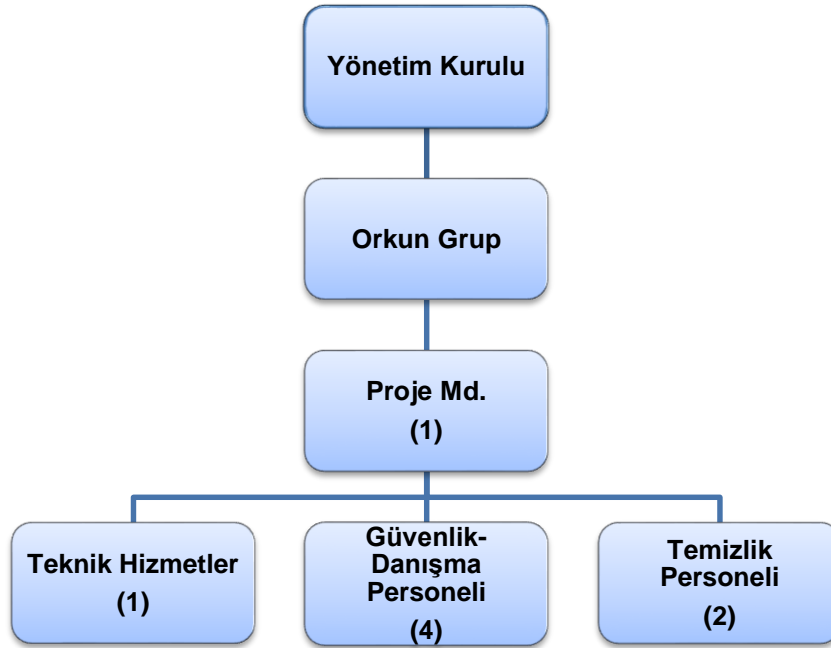 Yönetim Kurulu
Orkun Grup
Proje Md.
(1)
Teknik Hizmetler
(1)
Güvenlik-
Danışma
Personeli
(4)
Temizlik
Personeli
(2)